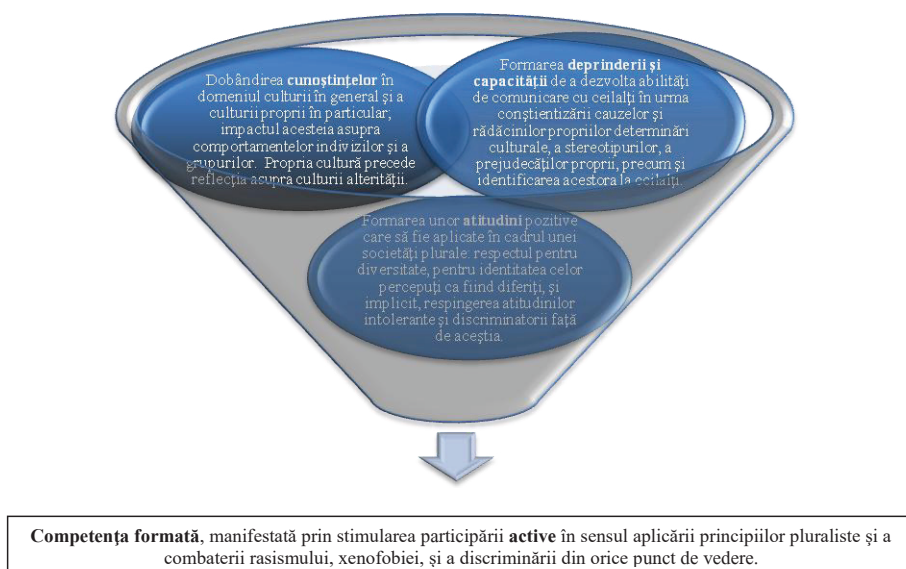 Dobândirea cunoştinţelor în
domeniul culturii în general şi a
culturii proprii în particular,
impactul acesteia asupra
comportamentelor indivizilor şi a
grupurilor. Propria cultură precede
reflecţia asupra culturii alterităţii.
Formarea deprinderii şi
capacităţii de a dezvolta abilităţi
de comunicare cu ceilalţi în urma
conştientizării cauzelor şi
rădăcinilor propriilor determinări
culturale, a stereotipurilor, a
prejudecăţilor proprii, precum şi
identificarea acestora la ceilalţi.
Formarea unor atitudini pozitive
care să fie aplicate în cadrul unei
societăţi plurale: respectul pentru
diversitate, pentru identitatea celor
percepuţi ca fiind diferiţi, şi
implicit, respingerea atitudinilor
intolerante şi discriminatorii faţă
de aceştia.
Competenţa formată, manifestată prin stimularea participării active în sensul aplicării principiilor pluraliste şi a
combaterii rasismului, xenofobiei, şi a discriminării din orice punct de vedere.